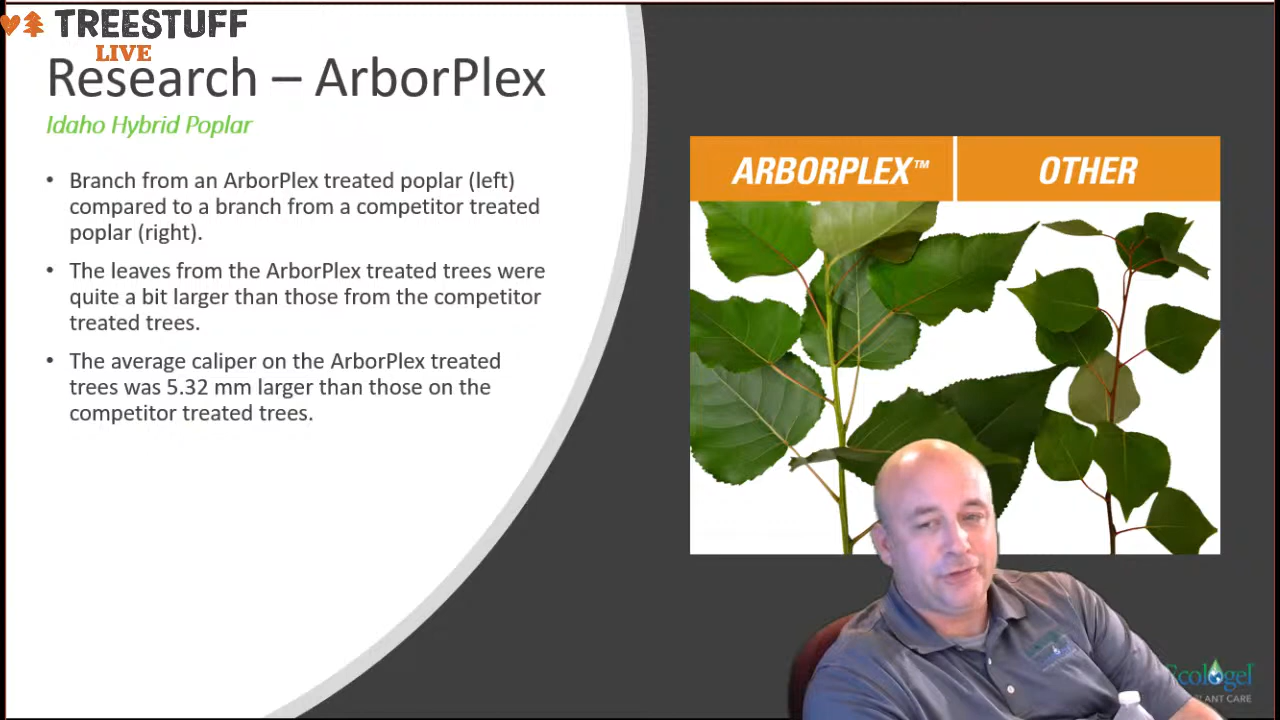 TREESTUFF
LIVE
Research – ArborPlex
Idaho Hybrid Poplar
• Branch from an ArborPlex treated poplar (left)
compared to a branch from a competitor treated
poplar (right).
• The leaves from the ArborPlex treated trees were
quite a bit larger than those from the competitor
treated trees.
• The average caliper on the ArborPlex treated
trees was 5.32 mm larger than those on the
competitor treated trees.
ARBORPLEX™
OTHER
Ecologel
ANT CARE